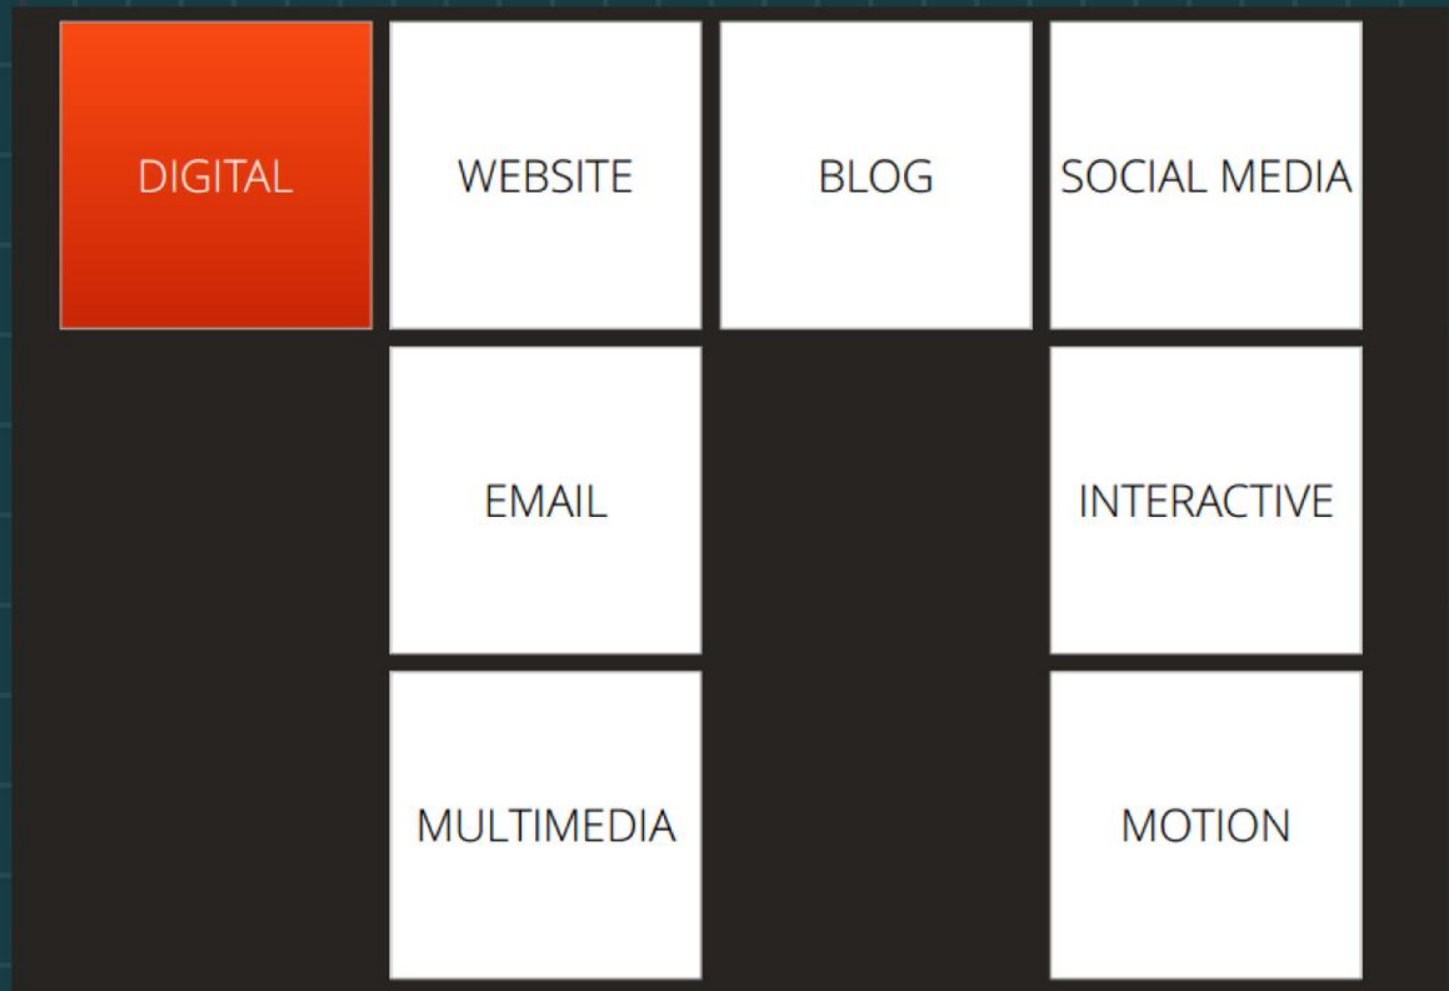 DIGITAL
WEBSITE
BLOG
SOCIAL MEDIA
EMAIL
INTERACTIVE
MULTIMEDIA
MOTION